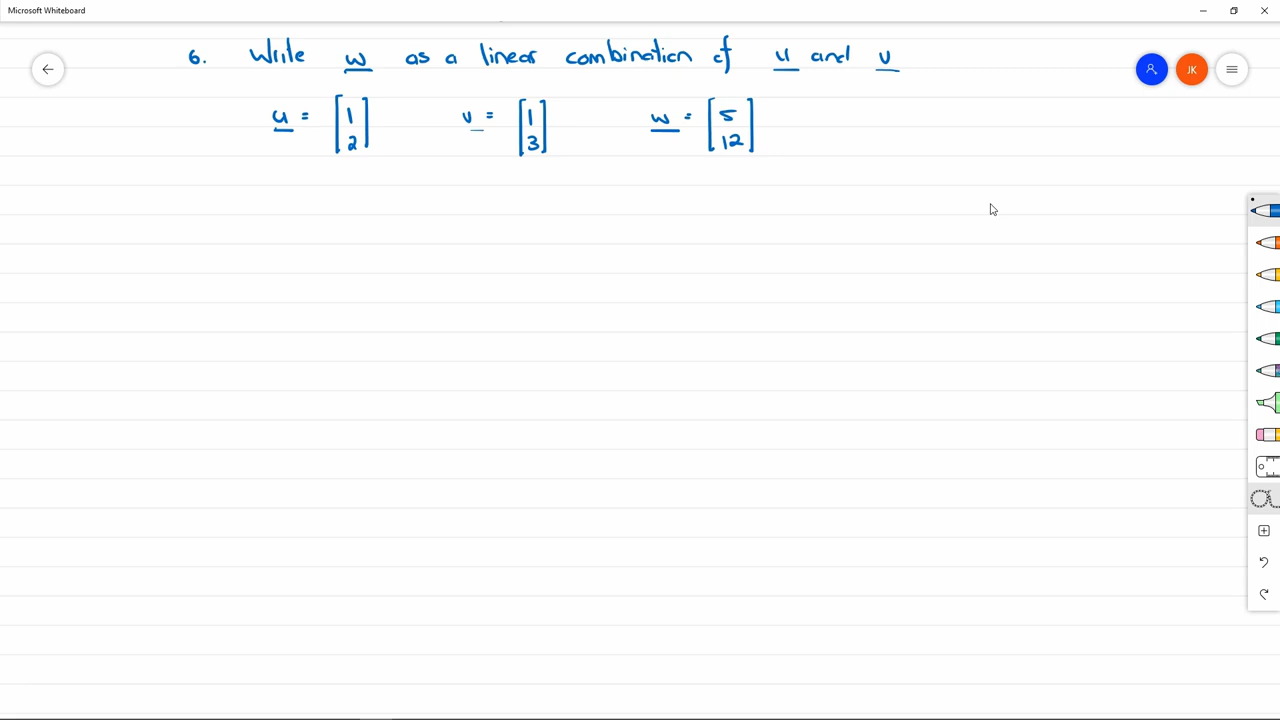 Microsoft Whiteboard
6. Write w as a linear combination of u and v
JK
u = [1 2] v = [1 3] w = [5 12]